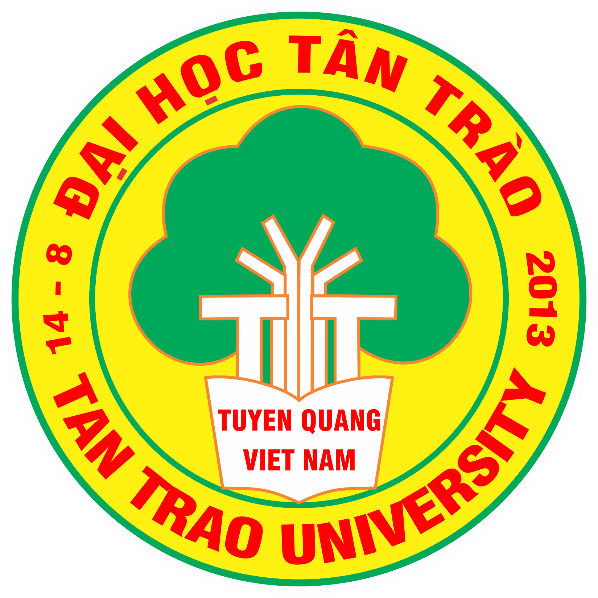 ĐẠI HỌC TÂN TRÀO
14 - 8
2013
TUYEN QUANG
VIET NAM
TAN TRAO UNIVERSITY